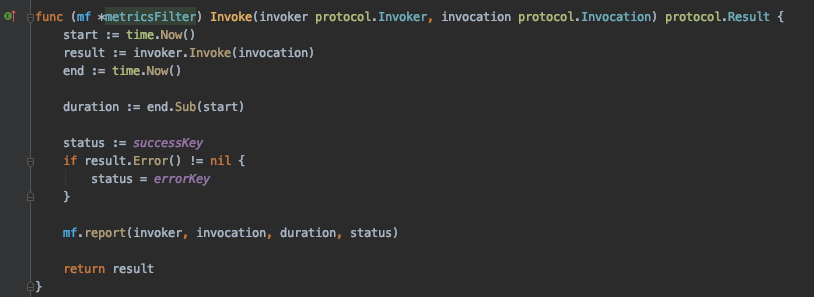 func (mf *metricsFilter) Invoke(invoker protocol.Invoker, invocation protocol.Invocation) protocol.Result {
start := time.Now()
result := invoker.Invoke(invocation)
end := time.Now()
duration := end.Sub(start)
status := successKey
if result.Error() != nil {
status = errorKey
}
mf.report(invoker, invocation, duration, status)
return result
}